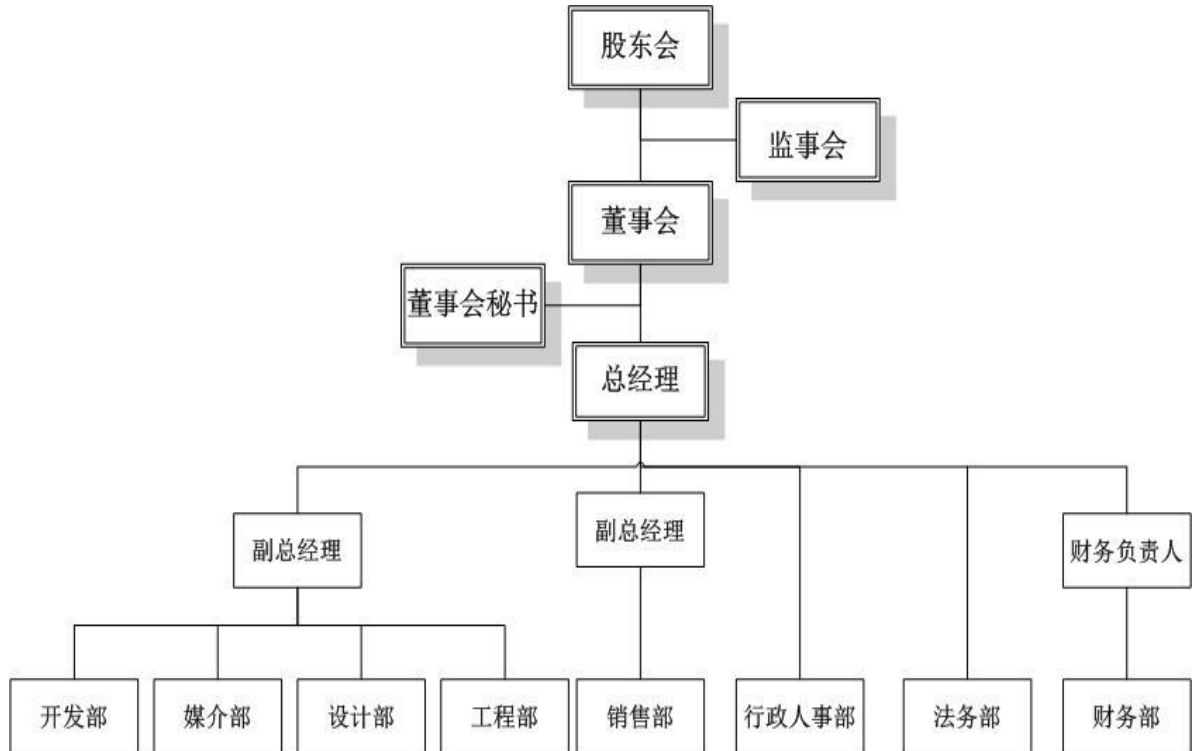 股东会
监事会
董事会
董事会秘书
总经理
副总经理
副总经理
财务负责人
开发部
媒介部
设计部
工程部
销售部
行政人事部
法务部
财务部